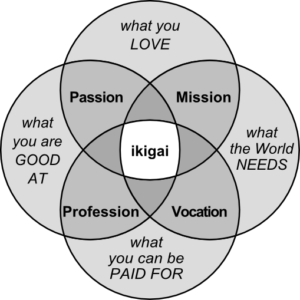 what you
LOVE
Passion
Mission
what
you are
GOOD
AT
ikigai
what
the World
NEEDS
Profession
Vocation
what
you can be
PAID FOR